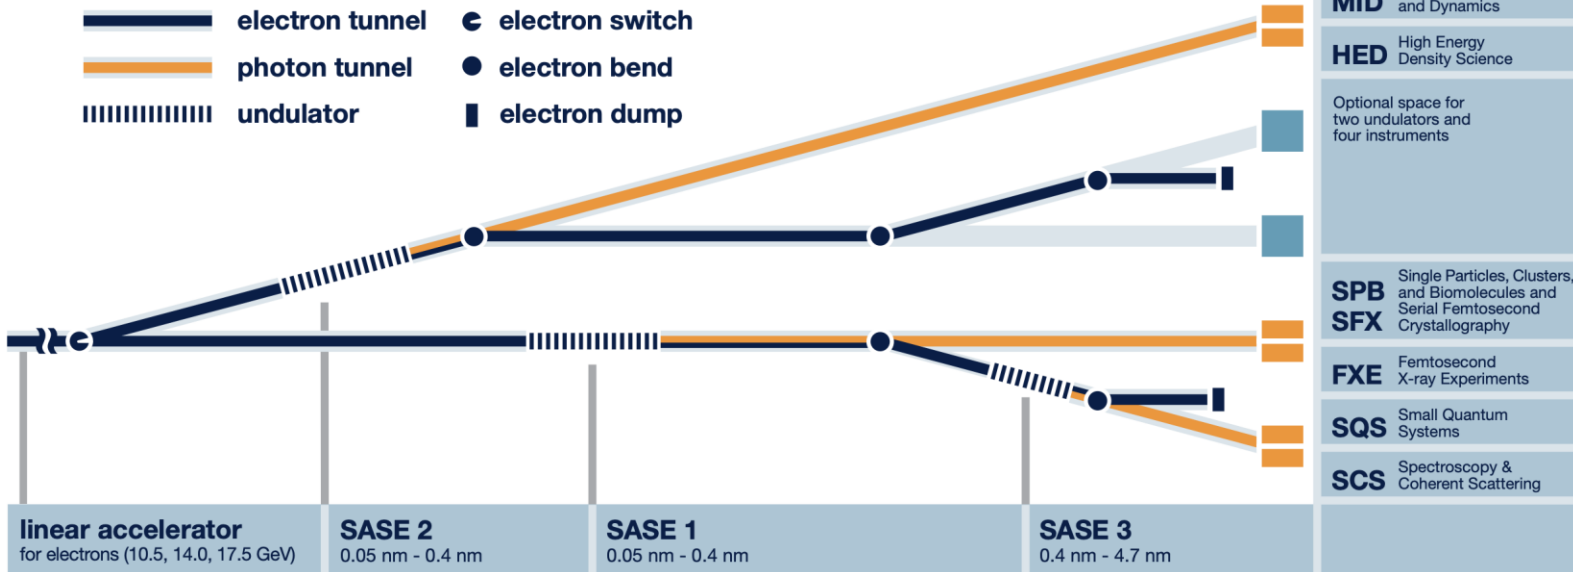 electron tunnel
electron switch
photon tunnel
electron bend
undulator
electron dump
MID and Dynamics
HED High Energy
Density Science
Optional space for
two undulators and
four instruments
SPB
SFX
Single Particles, Clusters,
and Biomolecules and
Serial Femtosecond
Crystallography
FXE Femtosecond
X-ray Experiments
SQS Small Quantum
Systems
SCS Spectroscopy &
Coherent Scattering
linear accelerator
for electrons (10.5, 14.0, 17.5 GeV)
SASE 2
0.05 nm - 0.4 nm
SASE 1
0.05 nm - 0.4 nm
SASE 3
0.4 nm - 4.7 nm